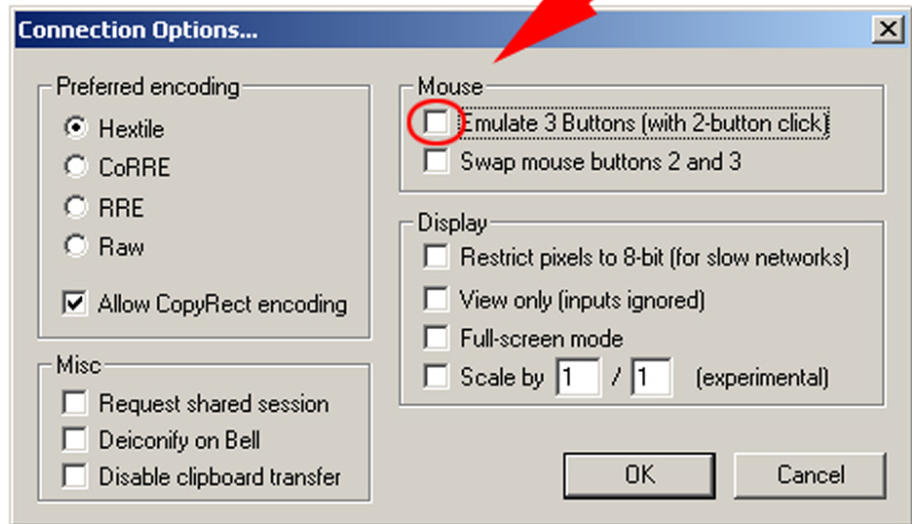 Connection Options...
Preferred encoding
Hextile
CoRRE
RRE
Raw
Allow CopyRect encoding
Misc
Request shared session
Deiconify on Bell
Disable clipboard transfer
Mouse
Emulate 3 Buttons (with 2-button click)
Swap mouse buttons 2 and 3
Display
Restrict pixels to 8-bit (for slow networks)
View only (inputs ignored)
Full-screen mode
Scale by 1 / 1 (experimental)
OK Cancel